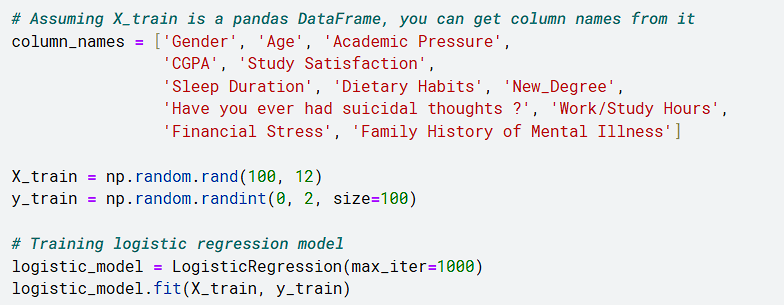 # Assuming X_train is a pandas DataFrame, you can get column names from it
column_names = ['Gender', 'Age', 'Academic Pressure',
'CGPA', 'Study Satisfaction',
'Sleep Duration', 'Dietary Habits', 'New_Degree',
'Have you ever had suicidal thoughts ?', 'Work/Study Hours',
'Financial Stress', 'Family History of Mental Illness']
X_train = np.random.rand(100, 12)
y_train = np.random.randint(0, 2, size=100)
# Training logistic regression model
logistic_model = LogisticRegression(max_iter=1000)
logistic_model.fit(X_train, y_train)